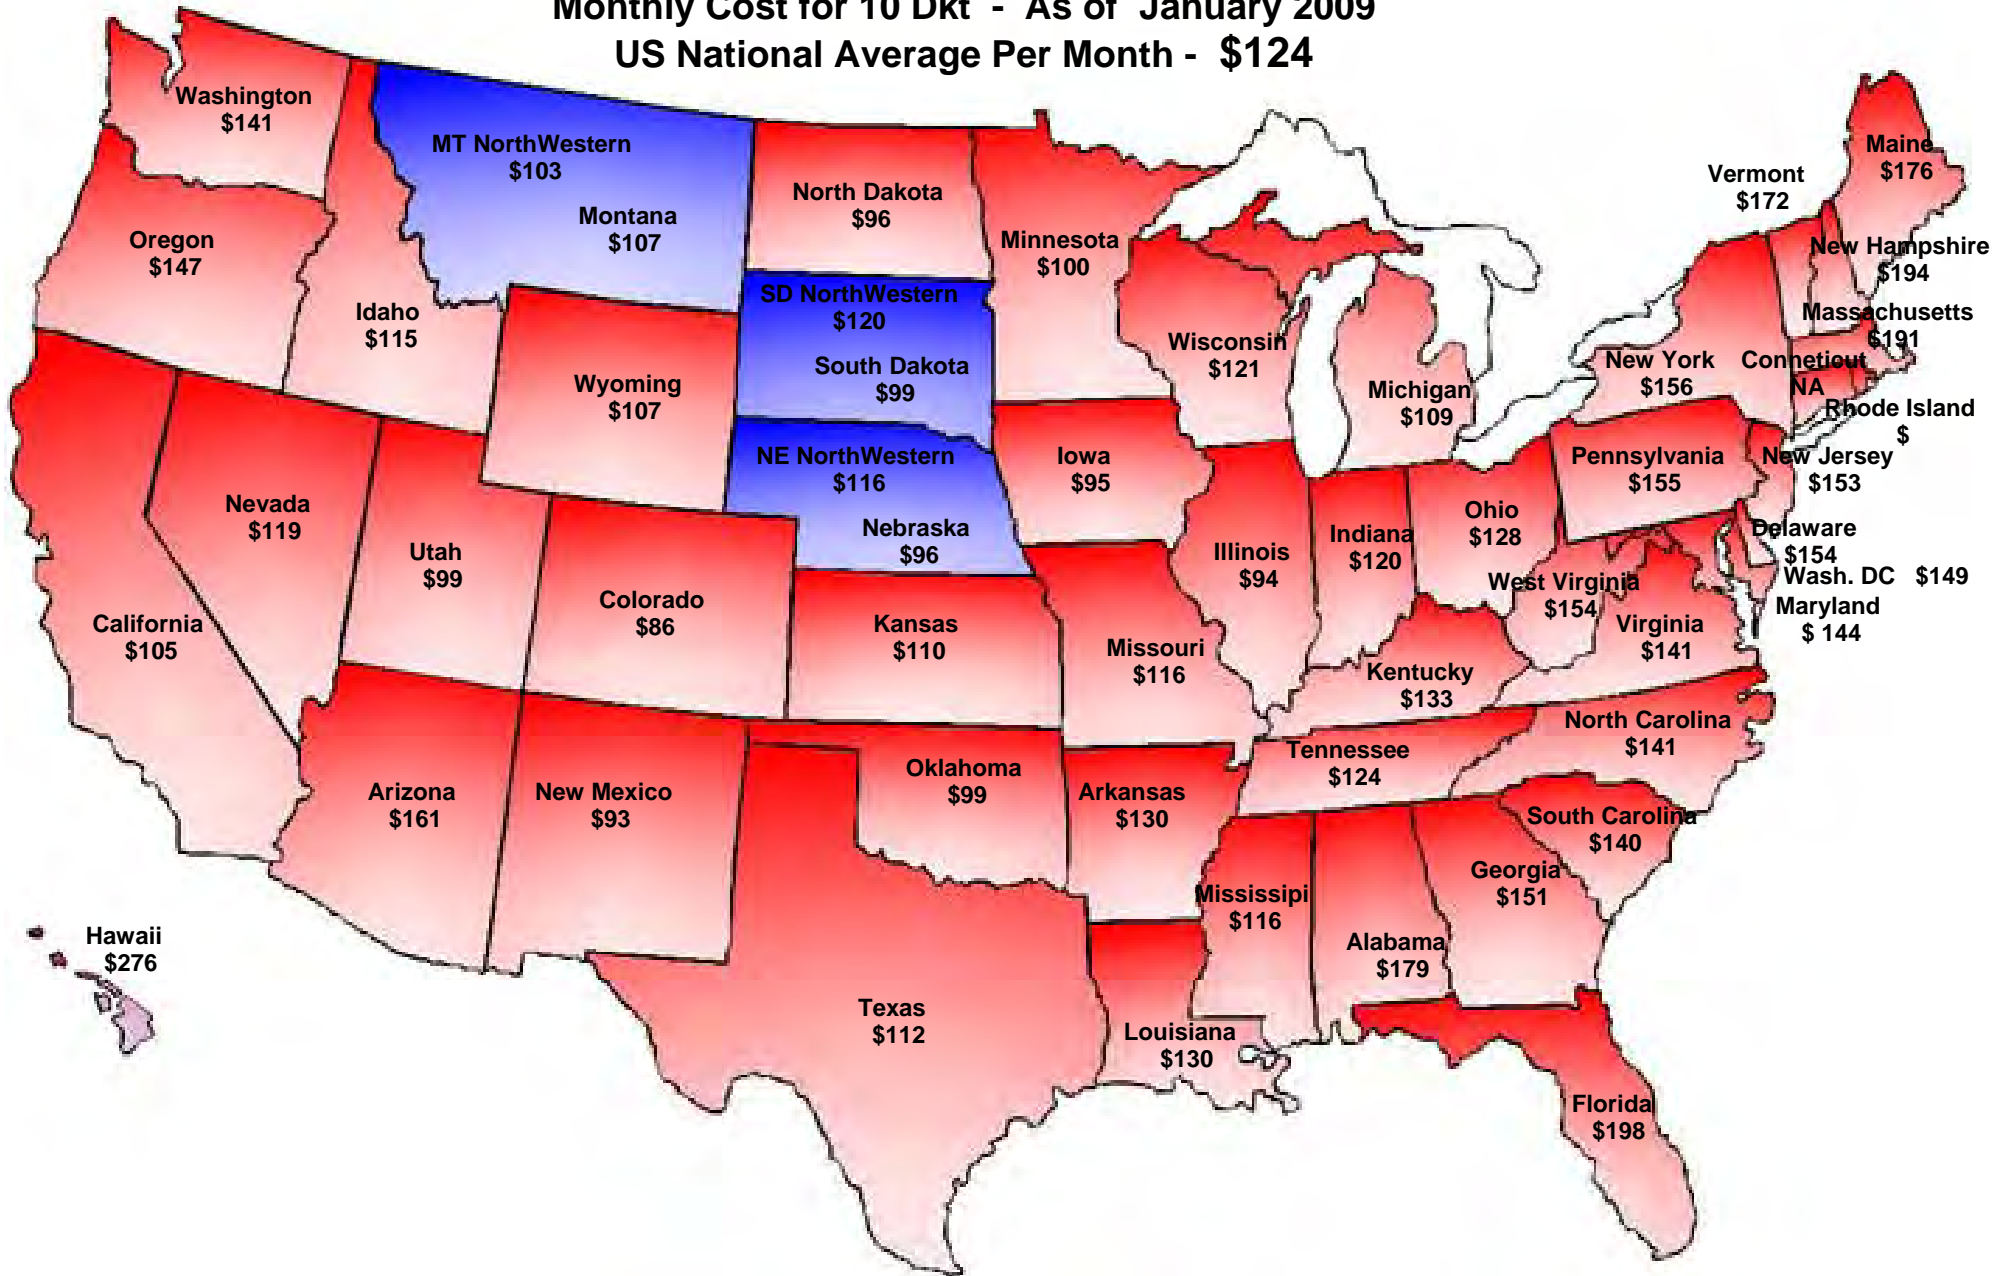 Monthly Cost for 10 Dkt - As of January 2009
US National Average Per Month - $124
Washington
$141
MT NorthWestern
$103
Montana
$107
North Dakota
$96
Minnesota
$100
Oregon
$147
Idaho
$115
SD NorthWestern
$120
South Dakota
$99
Wyoming
$107
Wisconsin
$121
Michigan
$109
Vermont
$172
Maine
$176
New Hampshire
$194
Massachusetts
$191
New York
$156
Conneticut
NA
Rhode Island
$
NE NorthWestern
$116
Nebraska
$96
Iowa
$95
Pennsylvania
$155
New Jersey
$153
Nevada
$119
Utah
$99
Colorado
$86
California
$105
Kansas
$110
Missouri
$116
Illinois
$94
Indiana
$120
Ohio
$128
West Virginia
$154
Delaware
$154
Wash. DC $149
Maryland
$ 144
Virginia
$141
Kentucky
$133
North Carolina
$141
Tennessee
$124
Arizona
$161
New Mexico
$93
Oklahoma
$99
Arkansas
$130
South Carolina
$140
Georgia
$151
Mississipi
$116
Alabama
$179
Hawaii
$276
Texas
$112
Louisiana
$130
Florida
$198